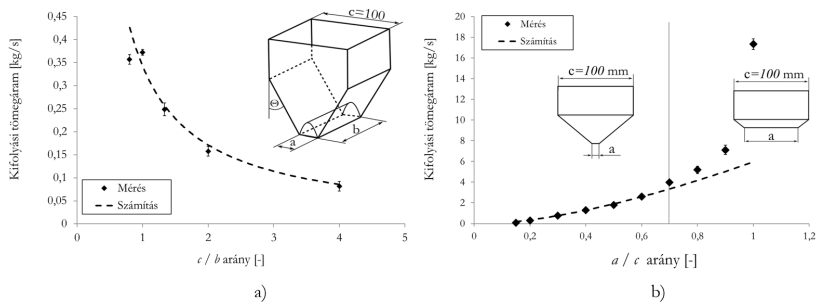 Kifolyási tömegáram [kg/s]
0,45
0,4
0,35
0,3
0,25
0,2
0,15
0,1
0,05
0
0
1
2
3
4
5
c / b arány [-]
Mérés
Számítás
c=100
Θ
a
b
a)
Kifolyási tömegáram [kg/s]
20
18
16
14
12
10
8
6
4
2
0
0
0,2
0,4
0,6
0,8
1
1,2
a / c arány [-]
Mérés
Számítás
c=100 mm
a
c=100 mm
a
b)